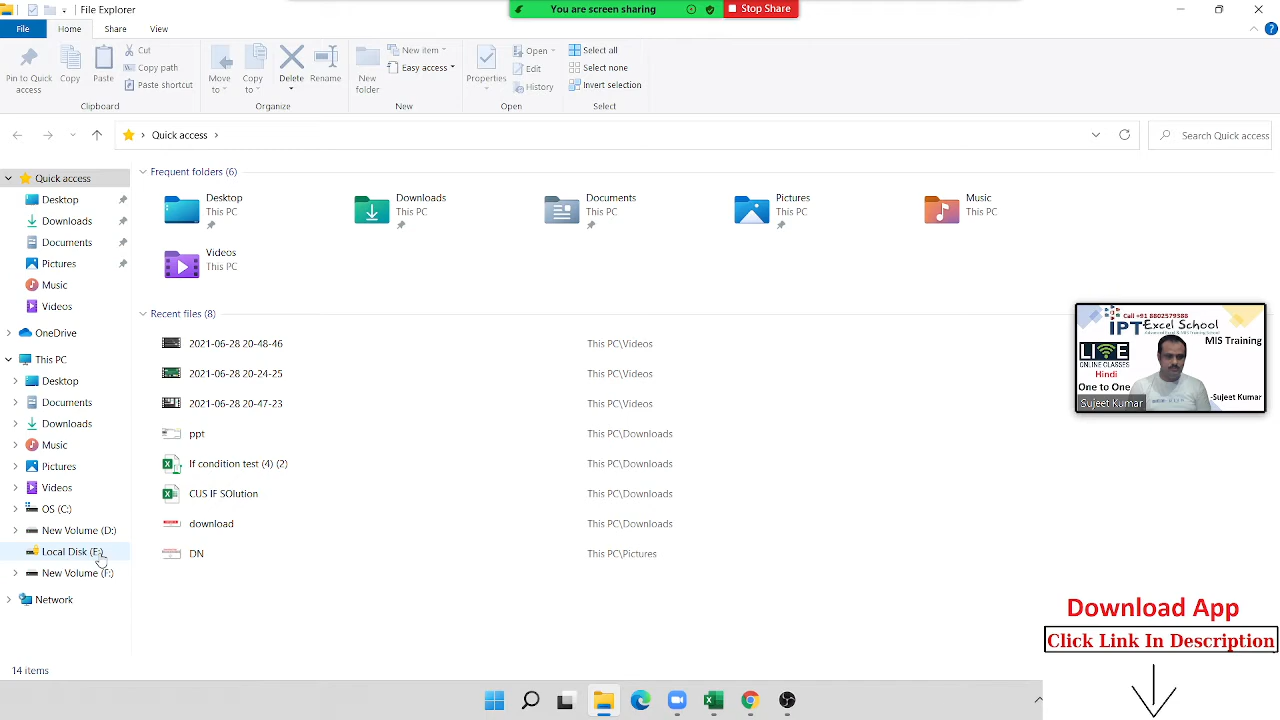 File Explorer
You are screen sharing
Stop Share
File Home Share View
Pin to Quick access
Copy
Paste
Cut
Copy path
Paste shortcut
Clipboard
Move to
Copy to
Delete
Rename
Organize
New folder
New item
Easy access
New
Properties
Open
Edit
History
Open
Select all
Select none
Invert selection
Select
Quick access
Search Quick access
Quick access
Desktop
Downloads
Documents
Pictures
Music
Videos
OneDrive
This PC
Desktop
Documents
Downloads
Music
Pictures
Videos
OS (C:)
New Volume (D:)
Local Disk (E:)
New Volume (F:)
Network
Frequent folders (6)
Desktop
This PC
Downloads
This PC
Documents
This PC
Pictures
This PC
Music
This PC
Videos
This PC
Recent files (8)
2021-06-28 20-48-46 This PC\Videos
2021-06-28 20-24-25 This PC\Videos
2021-06-28 20-47-23 This PC\Videos
ppt This PC\Downloads
If condition test (4) (2) This PC\Downloads
CUS IF SOlution This PC\Downloads
download This PC\Downloads
DN This PC\Pictures
Call +91 8802579388
IPT Excel School
Advanced Excel & MIS Training School
MIS Training
LIVE
ONLINE CLASSES
Hindi
One to One
-Sujeet Kumar
Sujeet Kumar
Download App
Click Link In Description
14 items